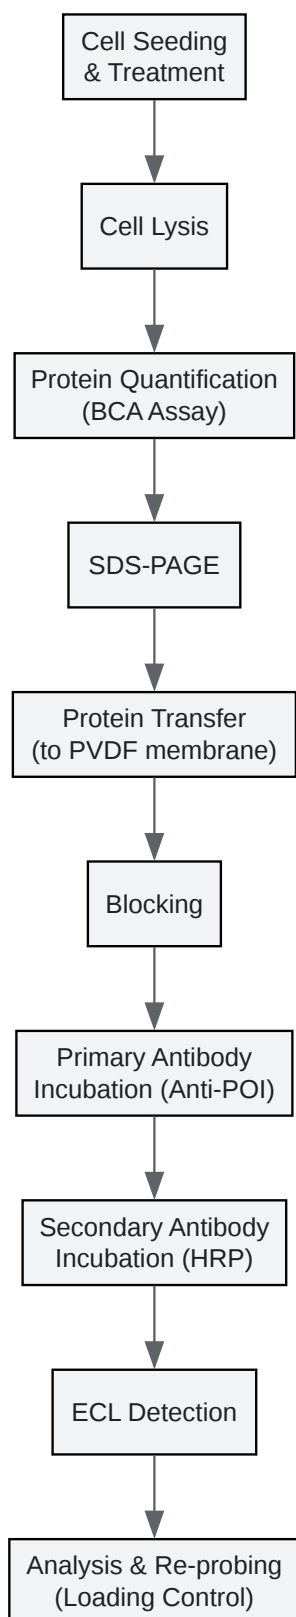 Cell Seeding
& Treatment
Cell Lysis
Protein Quantification
(BCA Assay)
SDS-PAGE
Protein Transfer
(to PVDF membrane)
Blocking
Primary Antibody
Incubation (Anti-POI)
Secondary Antibody
Incubation (HRP)
ECL Detection
Analysis & Re-probing
(Loading Control)